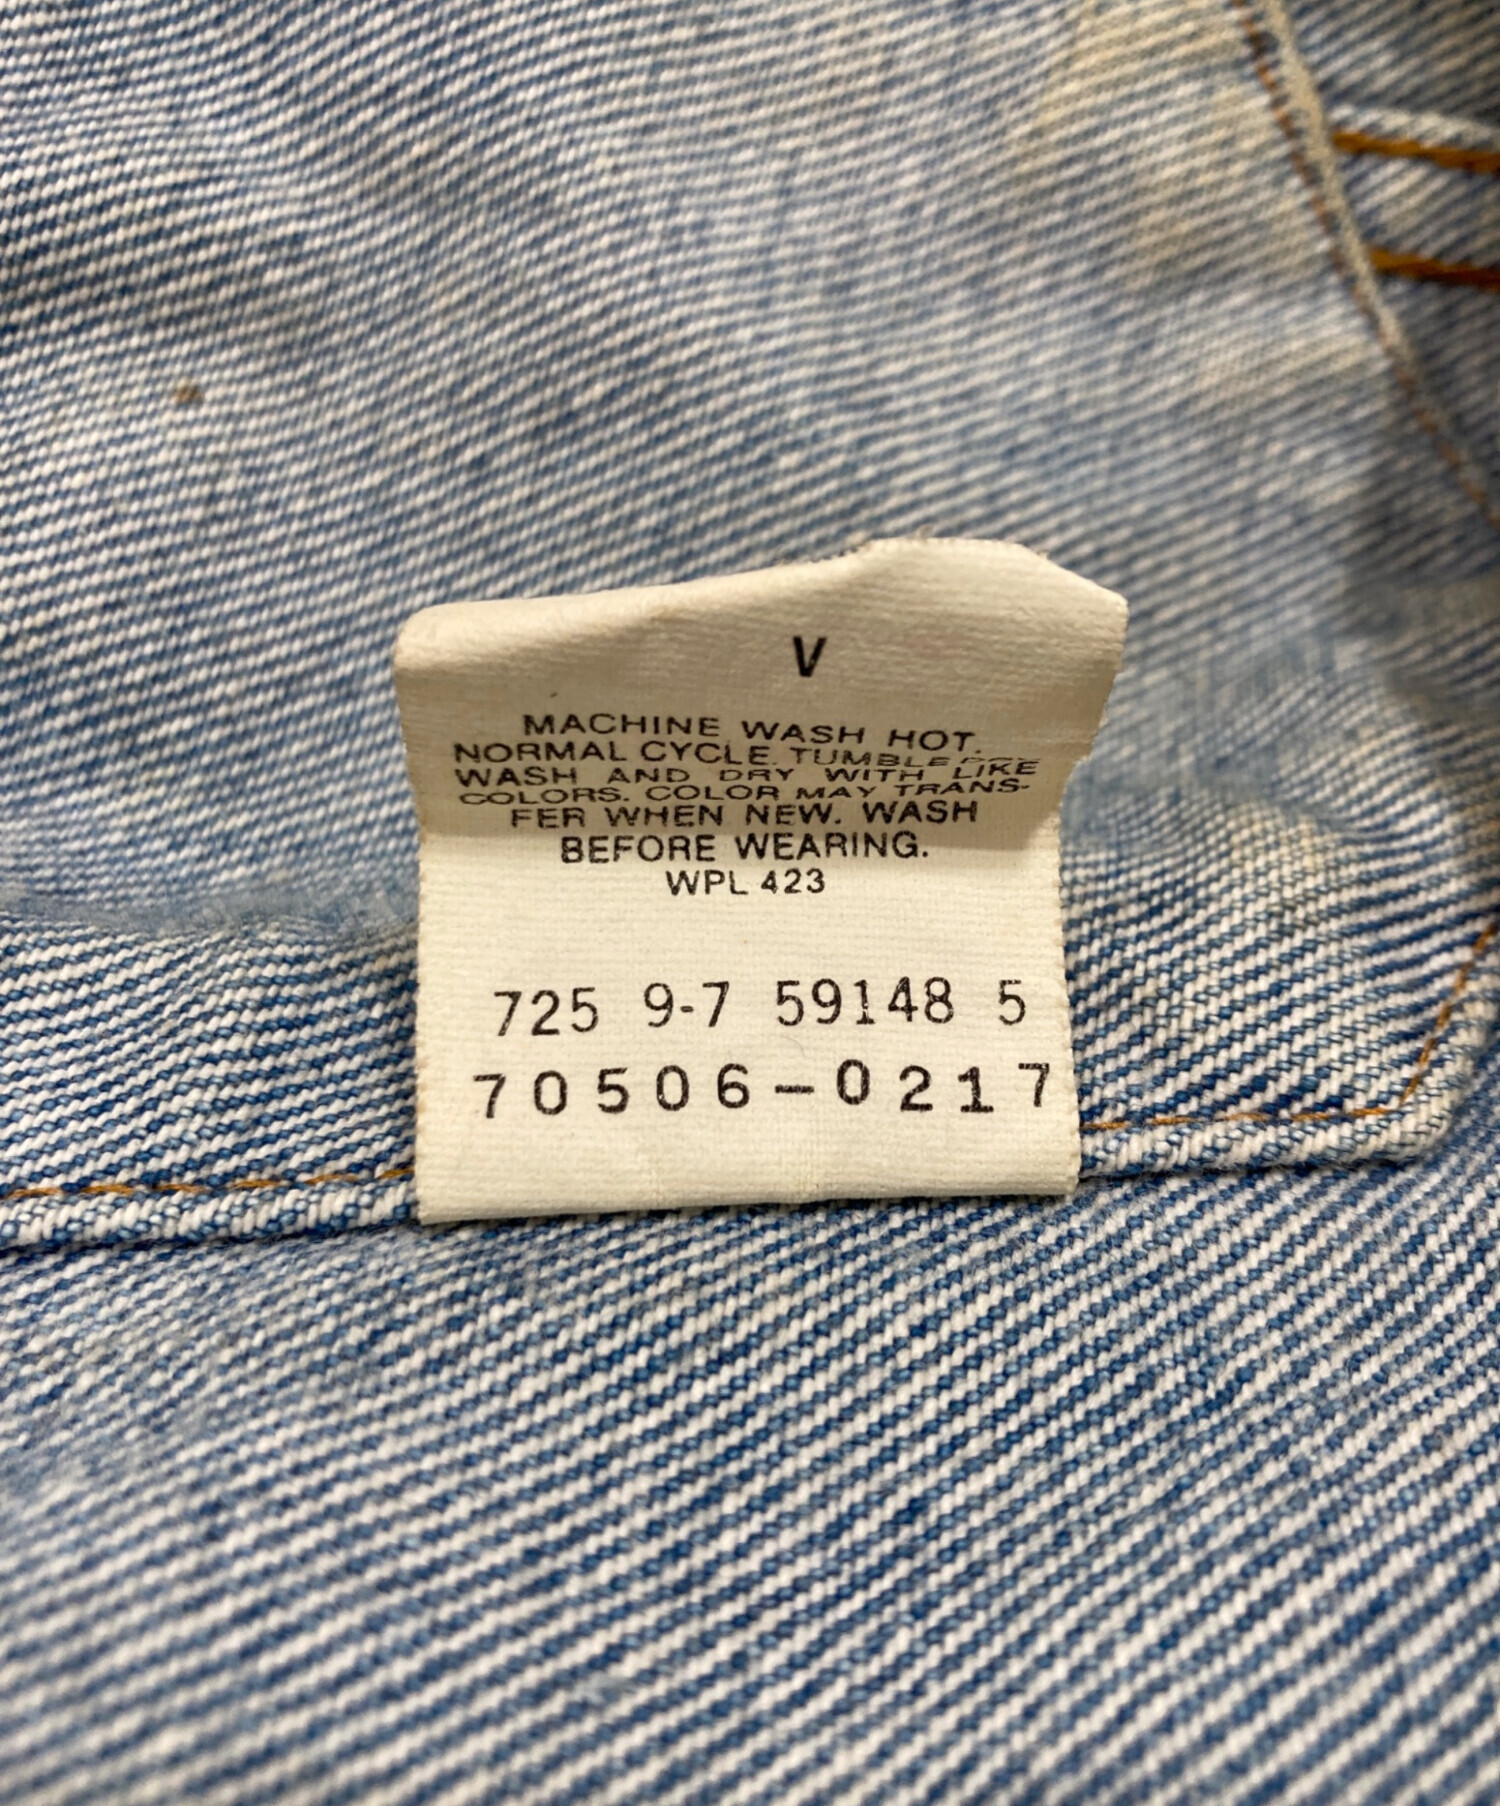 V
MACHINE WASH HOT.
NORMAL CYCLE. TUMBLE DRY
WASH AND DRY WITH LIKE
COLORS. COLOR MAY TRANS-
FER WHEN NEW. WASH
BEFORE WEARING.
WPL 423
725 9-7 59148 5
70506-0217